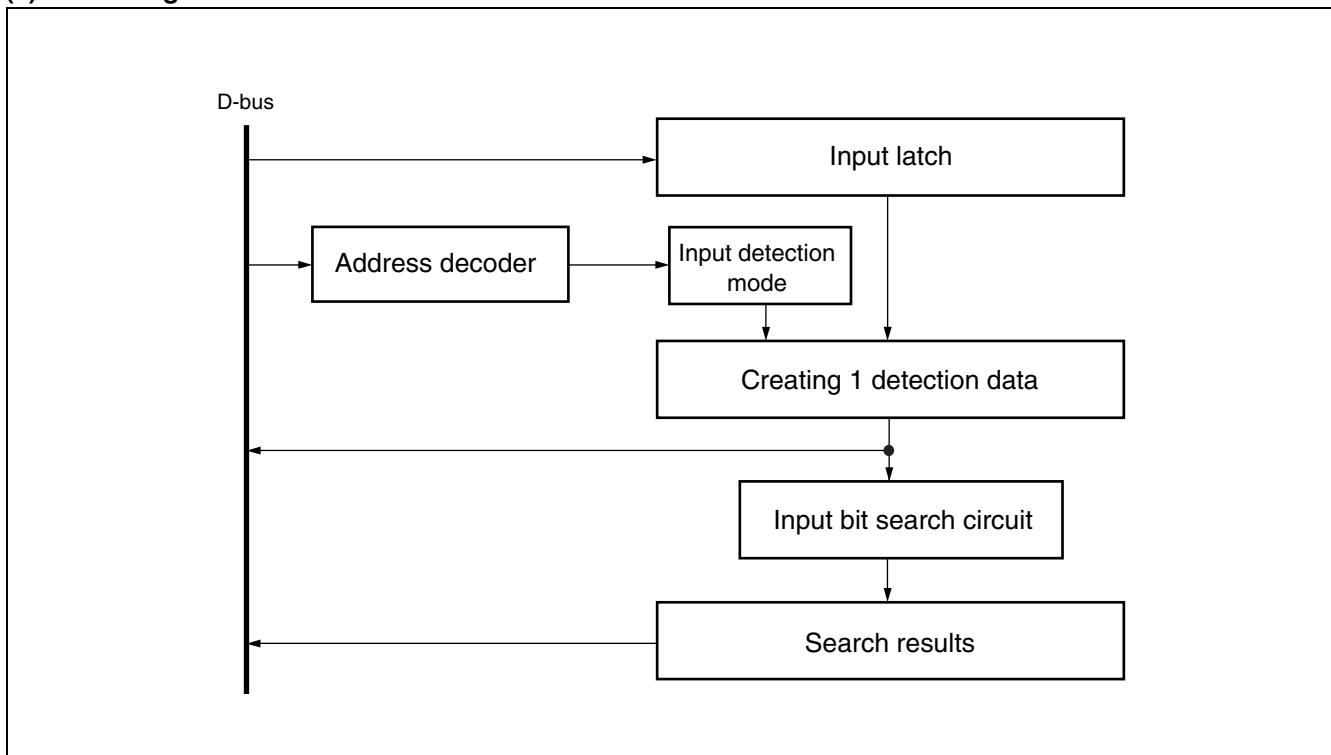 D-bus
Input latch
Address decoder
Input detection
mode
Creating 1 detection data
Input bit search circuit
Search results